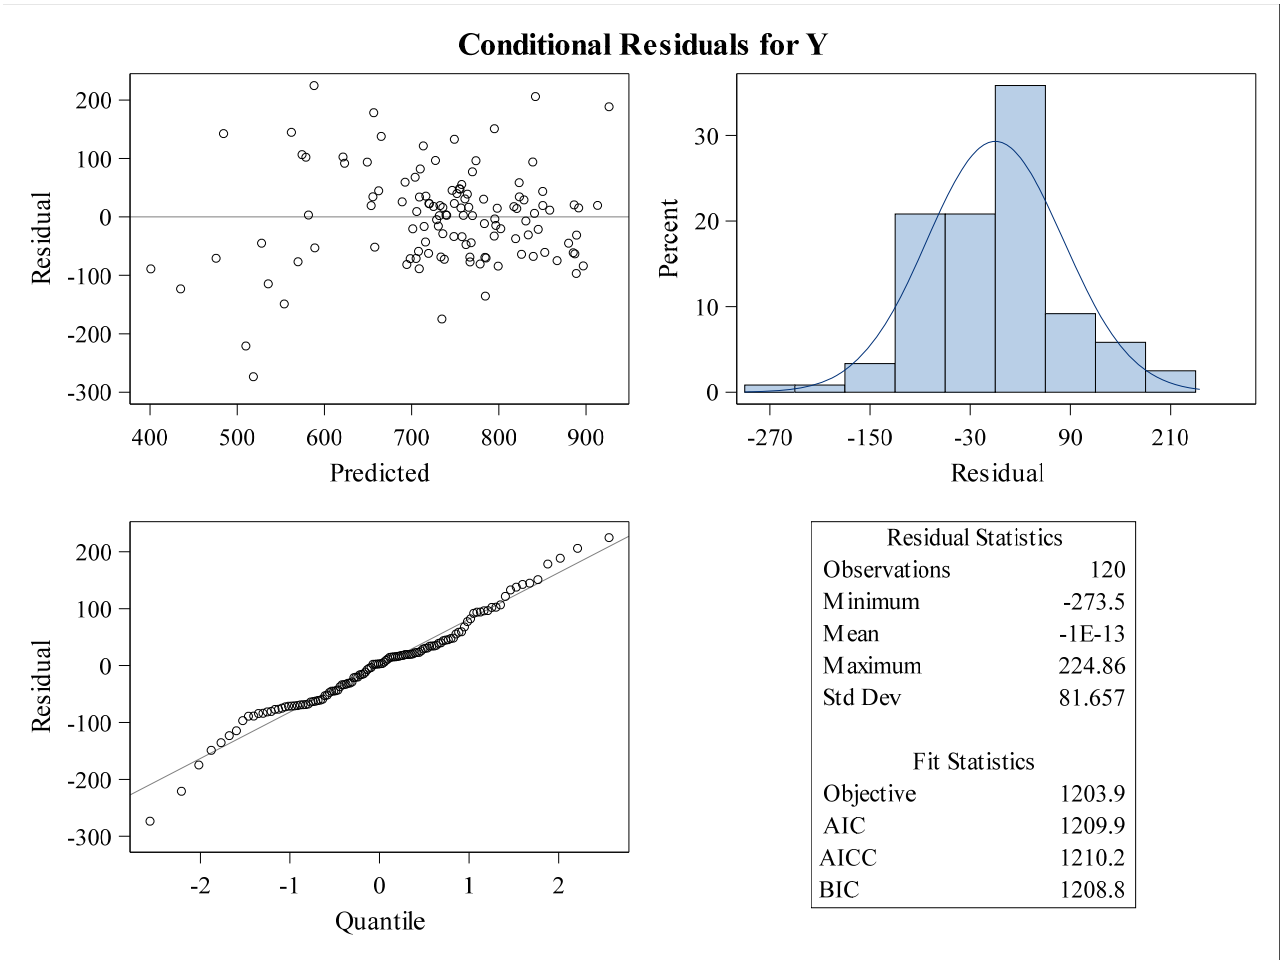 Conditional Residuals for Y
200
100
0
-100
-200
-300
Residual
400 500 600 700 800 900
Predicted
30
20
10
0
Percent
-270 -150 -30 90 210
Residual
200
100
0
-100
-200
-300
Residual
-2 -1 0 1 2
Quantile
Residual Statistics
Observations 120
Minimum -273.5
Mean -1E-13
Maximum 224.86
Std Dev 81.657
Fit Statistics
Objective 1203.9
AIC 1209.9
AICC 1210.2
BIC 1208.8